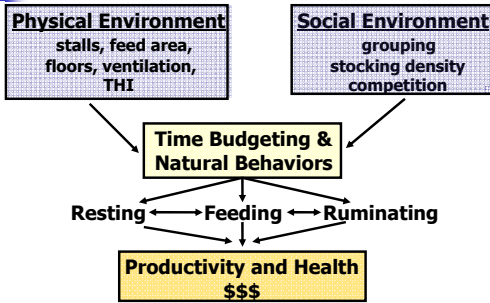 Physical Environment
stalls, feed area,
floors, ventilation,
THI
Social Environment
grouping
stocking density
competition
Time Budgeting &
Natural Behaviors
Resting Feeding Ruminating
Productivity and Health
$$$